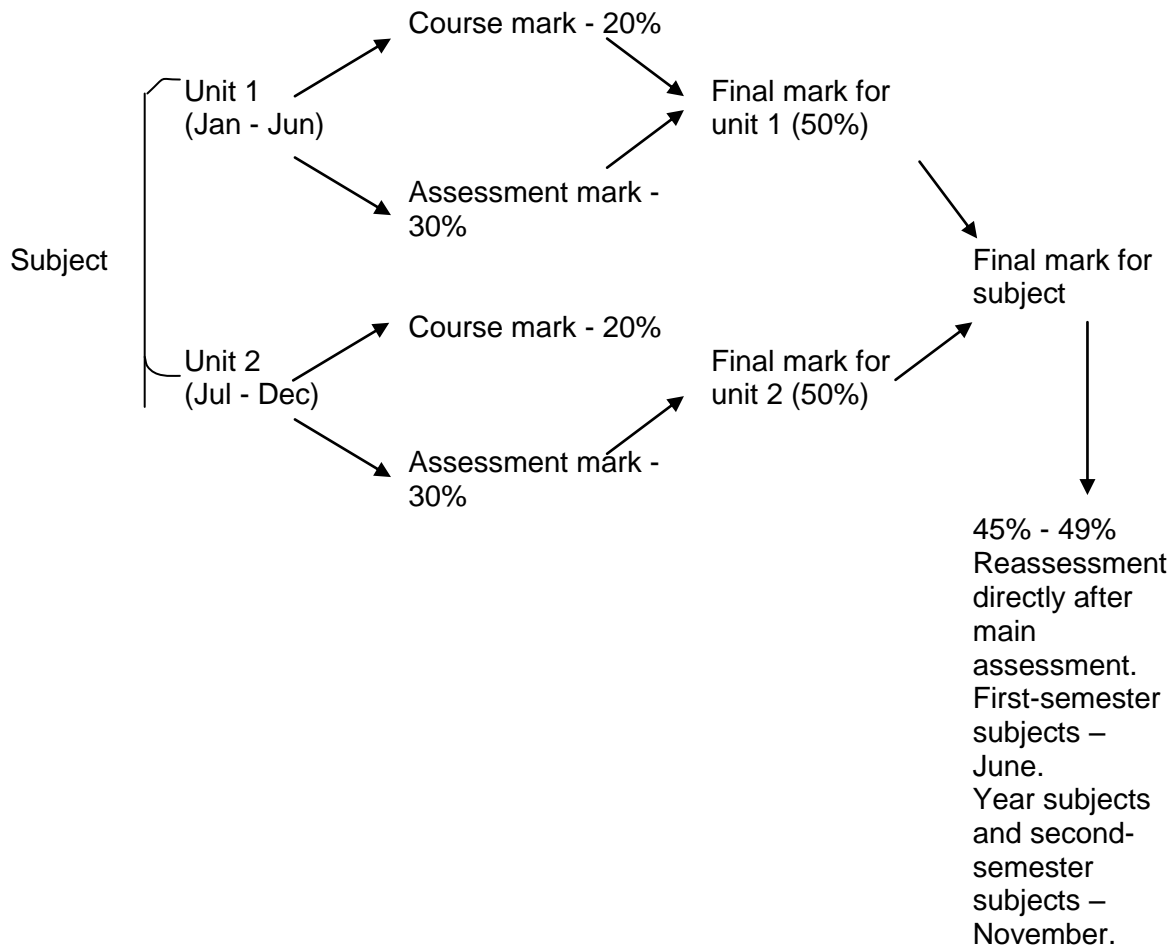 Course mark - 20%
Unit 1
(Jan - Jun)
Final mark for
unit 1 (50%)
Assessment mark -
30%
Subject
Final mark for
subject
Course mark - 20%
Unit 2
(Jul - Dec)
Final mark for
unit 2 (50%)
Assessment mark -
30%
45% - 49%
Reassessment
directly after
main
assessment.
First-semester
subjects –
June.
Year subjects
and second-
semester
subjects –
November.